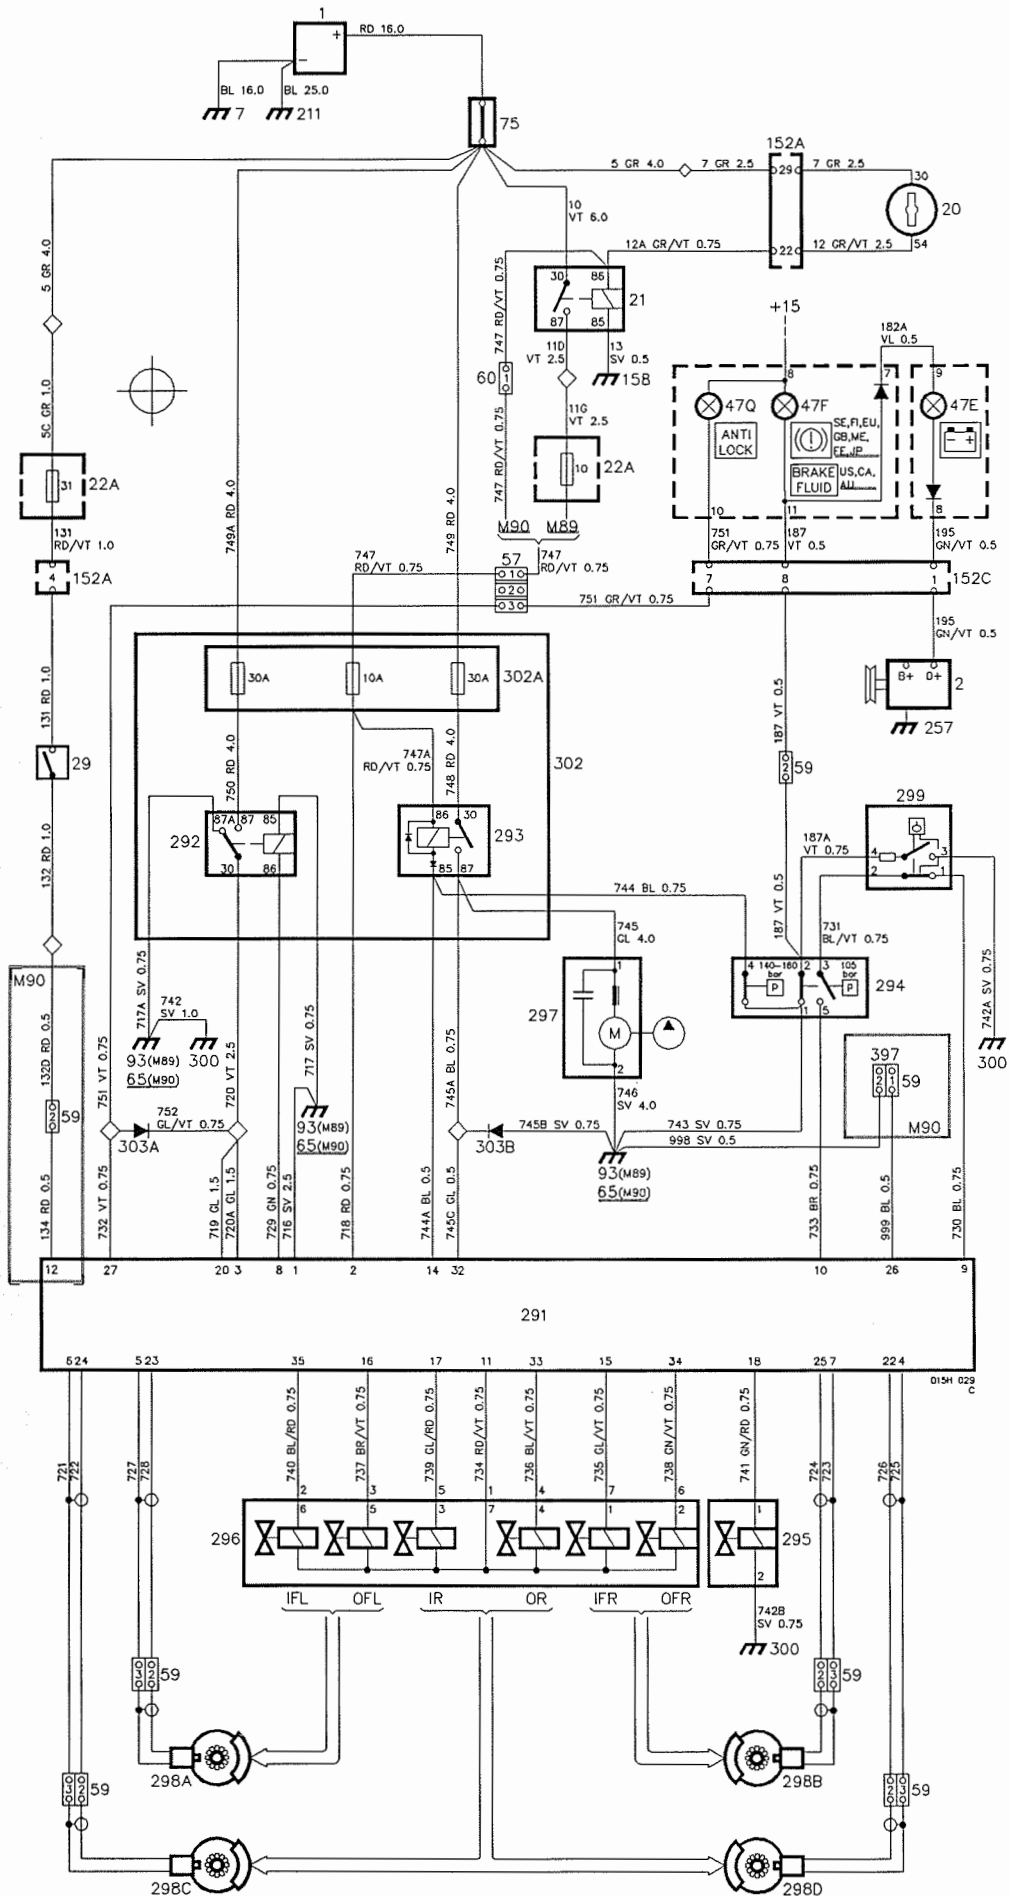 1
RD 16.0
+
−
BL 16.0
BL 25.0
7
211
75
152A
5 GR 4.0
7 GR 2.5
29
7 GR 2.5
30
20
10
VT 6.0
12A GR/VT 0.75
22
12 GR/VT 2.5
54
5 GR 4.0
747 RD/VT 0.75
30
86
21
87
85
+15
11D
VT 2.5
13
SV 0.5
158
182A
VL 0.5
60
1
8
7
9
5C GR 1.0
11G
VT 2.5
47Q
47F
47E
ANTI
LOCK
SE,FI,EU,
GB,ME,
EE,JP
BRAKE
FLUID
US,CA,
AU
31
22A
747 RD/VT 0.75
10
22A
749A RD 4.0
749 RD 4.0
10
11
8
131
RD/VT 1.0
M90
M89
751
GR/VT 0.75
187
VT 0.5
195
GN/VT 0.5
747
RD/VT 0.75
57
747
RD/VT 0.75
4
152A
1
2
3
7
8
1
152C
751 GR/VT 0.75
195
GN/VT 0.5
131 RD 1.0
30A
10A
30A
302A
B+
D+
2
187 VT 0.5
257
29
750 RD 4.0
747A
RD/VT 0.75
748 RD 4.0
302
2
59
299
87A
87
85
86
30
292
293
187A
VT 0.75
4
3
2
1
132 RD 1.0
30
86
85
87
744 BL 0.75
187 VT 0.5
745
GL 4.0
731
BL/VT 0.75
M90
717A SV 0.75
742
SV 1.0
1
4
140-160
bar
2
3
105
bar
P
P
294
742A SV 0.75
297
M
1
5
132D RD 0.5
751 VT 0.75
93(M89)
65(M90)
300
720 VT 2.5
717 SV 0.75
745A BL 0.75
2
397
2
1
59
300
746
SV 4.0
2
59
752
GL/VT 0.75
303A
93(M89)
65(M90)
745B SV 0.75
303B
743 SV 0.75
998 SV 0.5
M90
93(M89)
65(M90)
134 RD 0.5
732 VT 0.75
719 GL 1.5
720A GL 1.5
729 GN 0.75
716 SV 2.5
718 RD 0.75
744A BL 0.5
745C GL 0.5
733 BR 0.75
999 BL 0.5
730 BL 0.75
12
27
20
3
8
1
2
14
32
10
26
9
291
6
24
5
23
35
16
17
11
33
15
34
18
25
7
22
4
015H 029
C
721
722
727
728
740 BL/RD 0.75
737 BR/VT 0.75
739 GL/RD 0.75
734 RD/VT 0.75
736 BL/VT 0.75
735 GL/VT 0.75
738 GN/VT 0.75
741 GN/RD 0.75
724
723
726
725
2
3
5
1
4
7
6
296
6
5
3
7
4
1
2
1
295
2
IFL
OFL
IR
OR
IFR
OFR
742B
SV 0.75
300
3
2
59
2
3
59
298A
298B
3
2
59
2
3
59
298C
298D